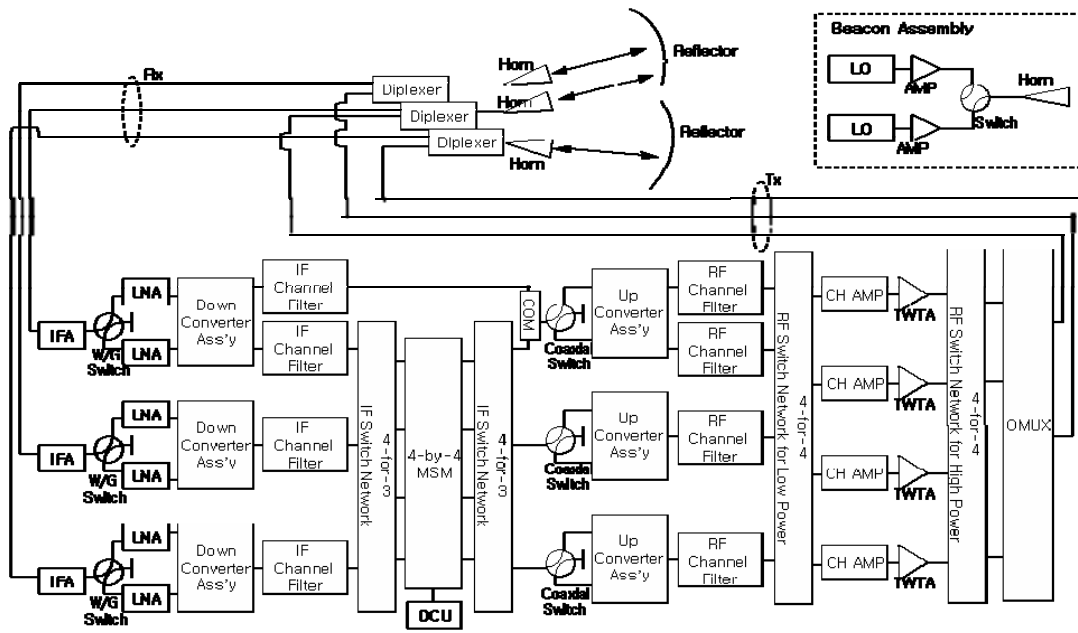 Beacon Assembly
LO
AMP
Horn
Switch
LO
AMP
Rx
Diplexer
Horn
Reflector
Diplexer
Horn
Diplexer
Horn
Reflector
Tx
IFA
W/G
Switch
LNA
LNA
Down
Converter
Ass'y
IF
Channel
Filter
IF
Channel
Filter
COM
Coaxial
Switch
Up
Converter
Ass'y
RF
Channel
Filter
RF
Channel
Filter
CH AMP
TWTA
IFA
W/G
Switch
LNA
LNA
Down
Converter
Ass'y
IF
Channel
Filter
4-for-3
IF Switch Network
4-by-4
MSM
4-for-3
IF Switch Network
Coaxial
Switch
Up
Converter
Ass'y
RF
Channel
Filter
4-for-4
RF Switch Network for Low Power
CH AMP
TWTA
CH AMP
TWTA
4-for-4
RF Switch Network for High Power
OMUX
IFA
W/G
Switch
LNA
LNA
Down
Converter
Ass'y
IF
Channel
Filter
DCU
Coaxial
Switch
Up
Converter
Ass'y
RF
Channel
Filter
CH AMP
TWTA